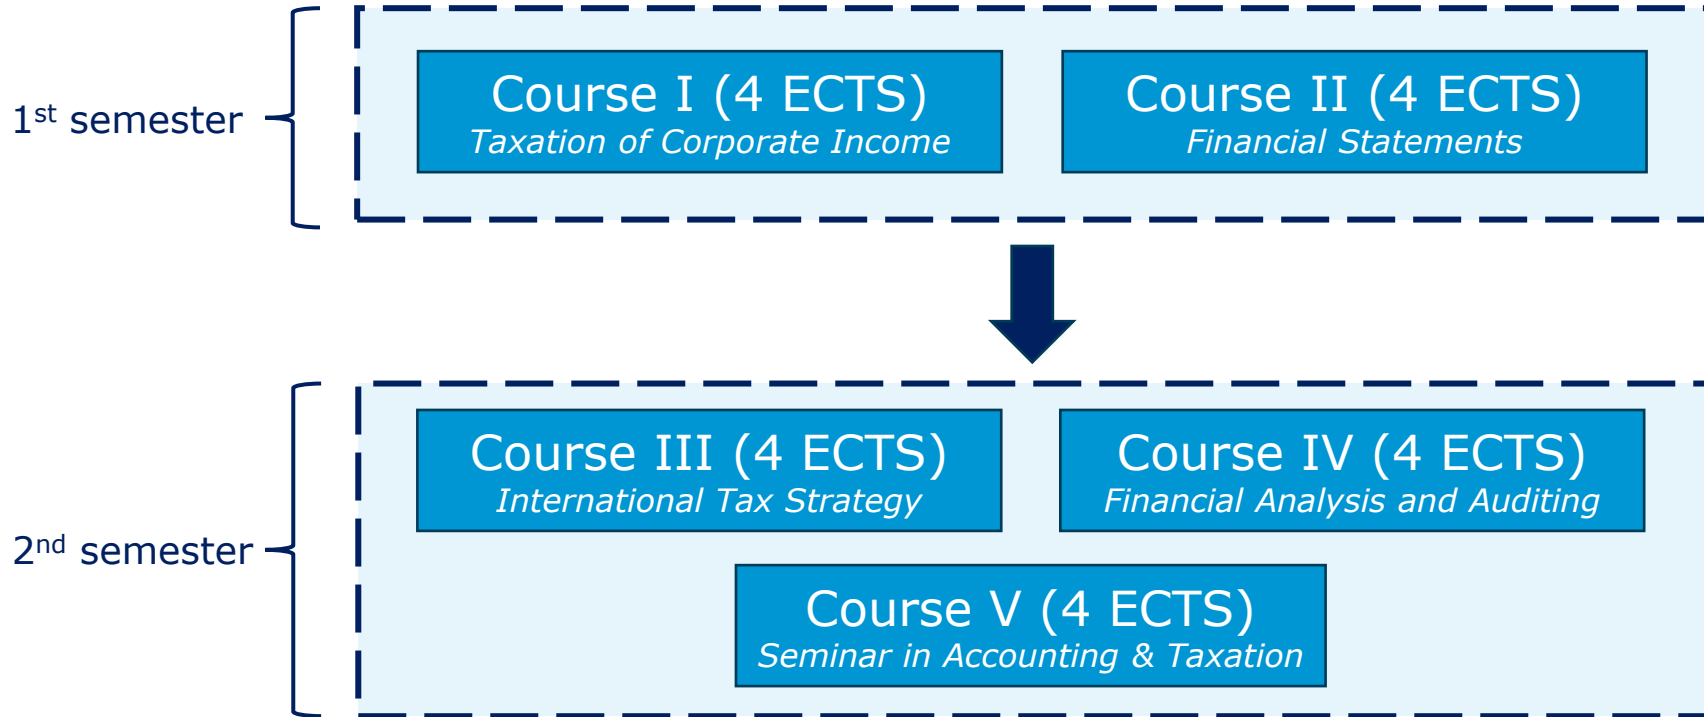 1st semester
Course I (4 ECTS)
Taxation of Corporate Income
Course II (4 ECTS)
Financial Statements
2nd semester
Course III (4 ECTS)
International Tax Strategy
Course IV (4 ECTS)
Financial Analysis and Auditing
Course V (4 ECTS)
Seminar in Accounting & Taxation